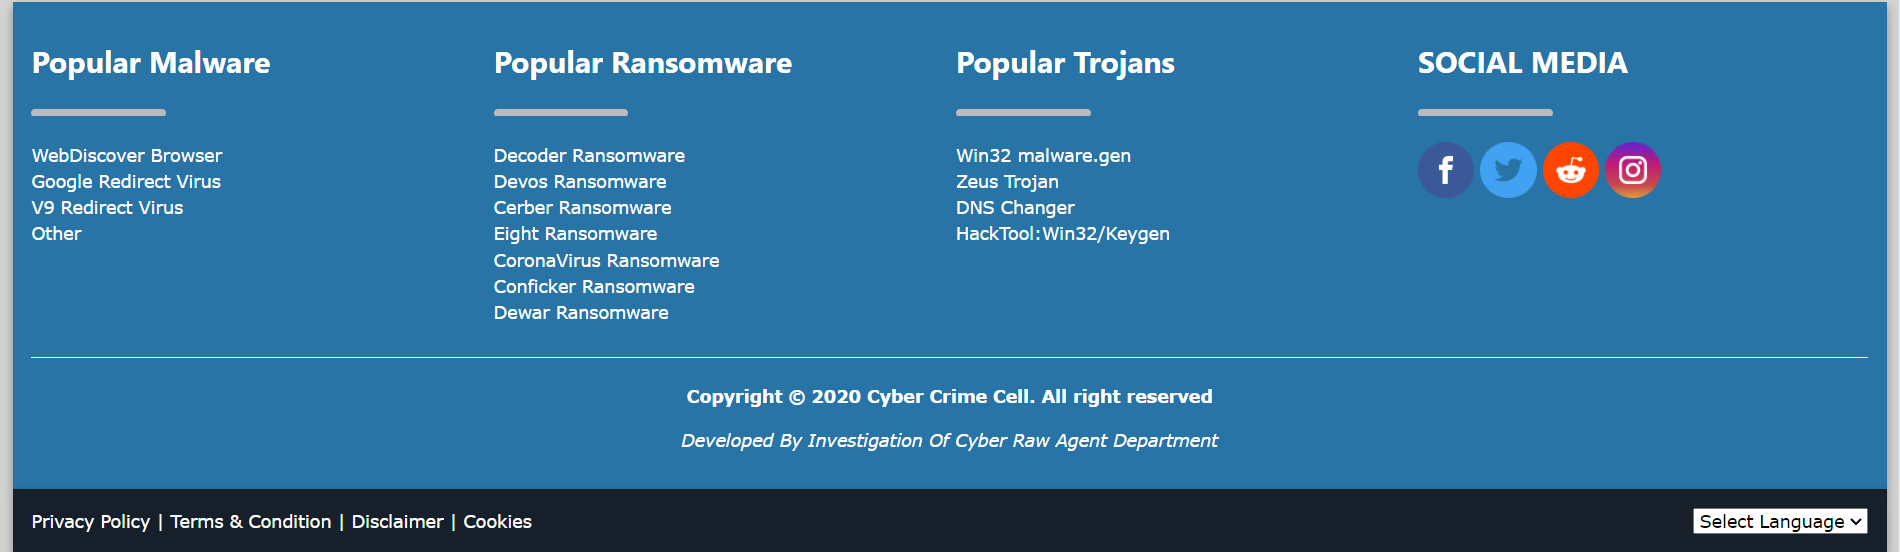 Popular Malware
WebDiscover Browser
Google Redirect Virus
V9 Redirect Virus
Other
Popular Ransomware
Decoder Ransomware
Devos Ransomware
Cerber Ransomware
Eight Ransomware
CoronaVirus Ransomware
Conficker Ransomware
Dewar Ransomware
Popular Trojans
Win32 malware.gen
Zeus Trojan
DNS Changer
HackTool:Win32/Keygen
SOCIAL MEDIA
Copyright © 2020 Cyber Crime Cell. All right reserved
Developed By Investigation Of Cyber Raw Agent Department
Privacy Policy | Terms & Condition | Disclaimer | Cookies
Select Language